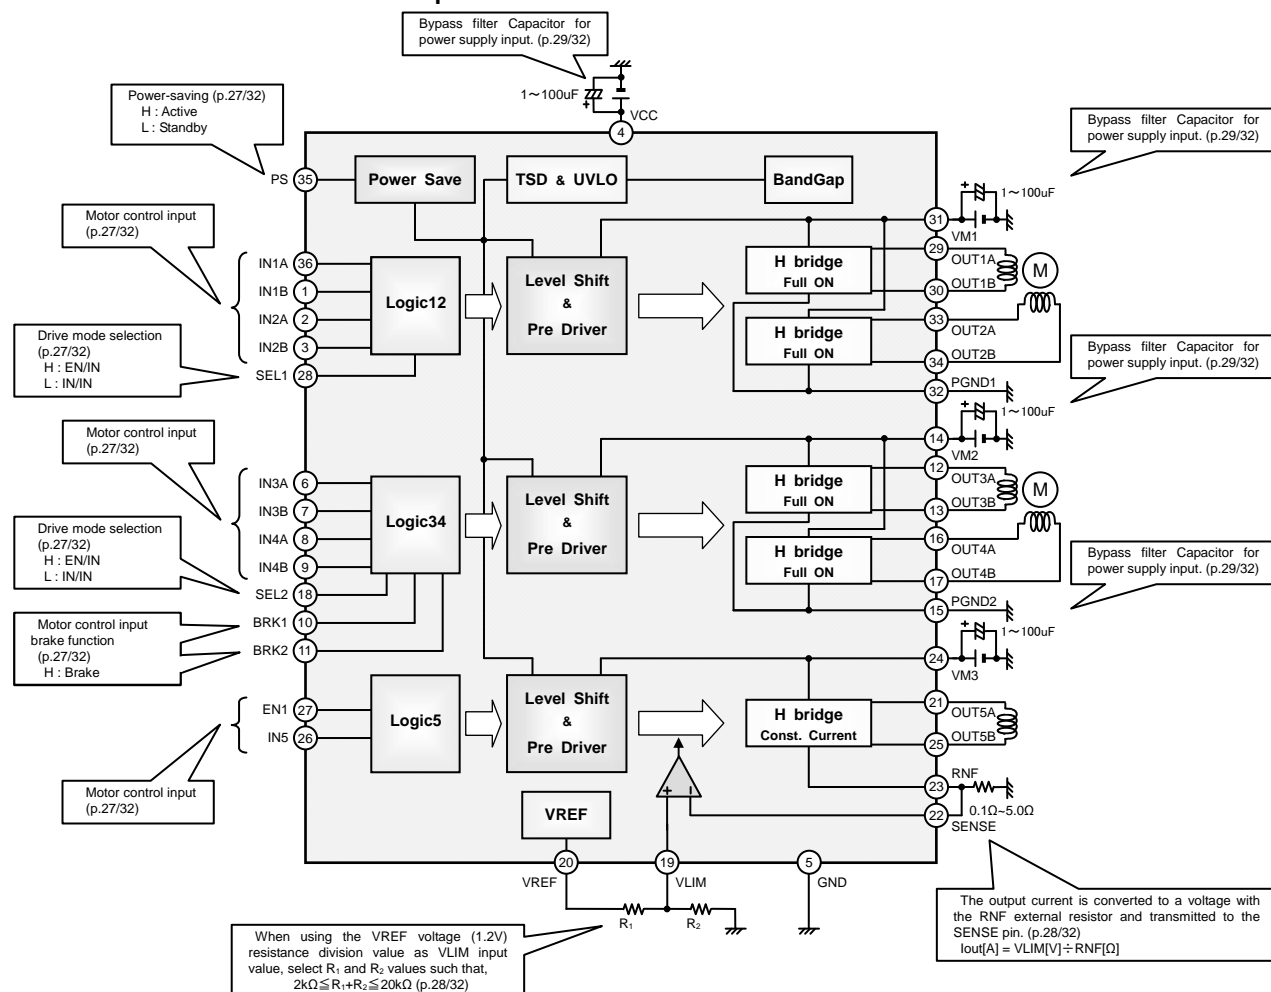 Bypass filter Capacitor for
power supply input. (p.29/32)
1～100uF
+
VCC
4
Power-saving (p.27/32)
H : Active
L : Standby
PS
35
Power Save
TSD & UVLO
BandGap
Bypass filter Capacitor for
power supply input. (p.29/32)
+
1～100uF
31
VM1
Motor control input
(p.27/32)
IN1A
36
IN1B
1
IN2A
2
IN2B
3
SEL1
28
Logic12
Level Shift
&
Pre Driver
H bridge
Full ON
H bridge
Full ON
29
OUT1A
30
OUT1B
M
33
OUT2A
34
OUT2B
32
PGND1
Drive mode selection
(p.27/32)
H : EN/IN
L : IN/IN
Bypass filter Capacitor for
power supply input. (p.29/32)
+
1～100uF
14
VM2
Motor control input
(p.27/32)
IN3A
6
IN3B
7
IN4A
8
IN4B
9
SEL2
18
BRK1
10
BRK2
11
Logic34
Level Shift
&
Pre Driver
H bridge
Full ON
H bridge
Full ON
12
OUT3A
13
OUT3B
M
16
OUT4A
17
OUT4B
15
PGND2
Drive mode selection
(p.27/32)
H : EN/IN
L : IN/IN
Motor control input
brake function
(p.27/32)
H : Brake
Bypass filter Capacitor for
power supply input. (p.29/32)
+
1～100uF
24
VM3
EN1
27
IN5
26
Logic5
Level Shift
&
Pre Driver
H bridge
Const. Current
21
OUT5A
25
OUT5B
23
RNF
22
SENSE
0.1Ω~5.0Ω
Motor control input
(p.27/32)
+
−
VREF
20
VREF
19
VLIM
5
GND
R₁
R₂
When using the VREF voltage (1.2V)
resistance division value as VLIM input
value, select R₁ and R₂ values such that,
2kΩ≦R₁+R₂≦20kΩ (p.28/32)
The output current is converted to a voltage with
the RNF external resistor and transmitted to the
SENSE pin. (p.28/32)
Iout[A] = VLIM[V]÷RNF[Ω]